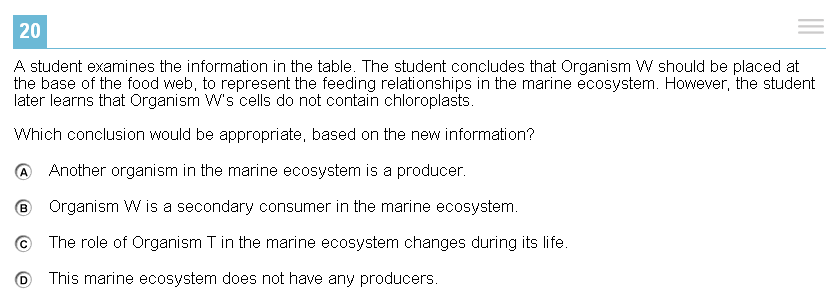 20
A student examines the information in the table. The student concludes that Organism W should be placed at
the base of the food web, to represent the feeding relationships in the marine ecosystem. However, the student
later learns that Organism W's cells do not contain chloroplasts.
Which conclusion would be appropriate, based on the new information?
A Another organism in the marine ecosystem is a producer.
B Organism W is a secondary consumer in the marine ecosystem.
C The role of Organism T in the marine ecosystem changes during its life.
D This marine ecosystem does not have any producers.